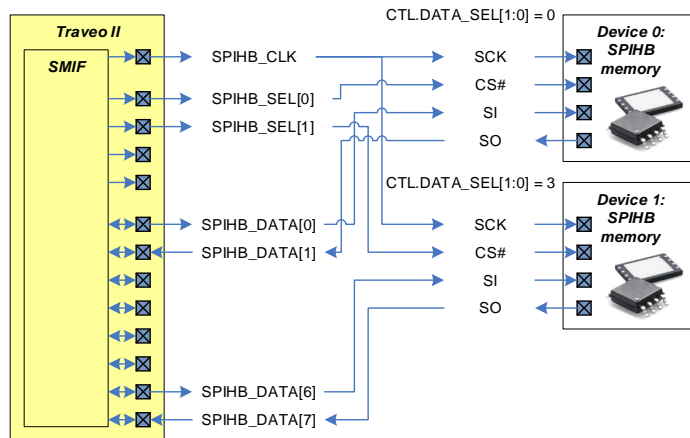 Traveo II
SMIF
SPIHB_CLK
SPIHB_SEL[0]
SPIHB_SEL[1]
SPIHB_DATA[0]
SPIHB_DATA[1]
SPIHB_DATA[6]
SPIHB_DATA[7]
CTL.DATA_SEL[1:0] = 0
SCK
CS#
SI
SO
Device 0:
SPIHB
memory
CTL.DATA_SEL[1:0] = 3
SCK
CS#
SI
SO
Device 1:
SPIHB
memory